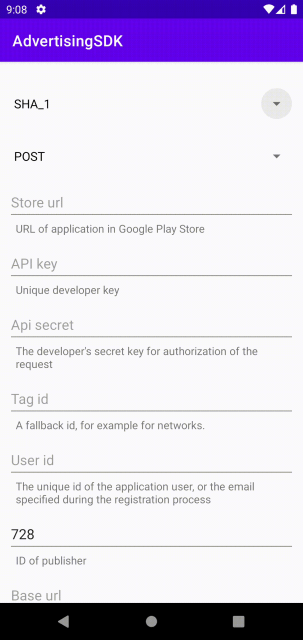 9:08
AdvertisingSDK
SHA_1
POST
Store url
URL of application in Google Play Store
API key
Unique developer key
Api secret
The developer's secret key for authorization of the
request
Tag id
A fallback id, for example for networks.
User id
The unique id of the application user, or the email
specified during the registration process
728
ID of publisher
Base url